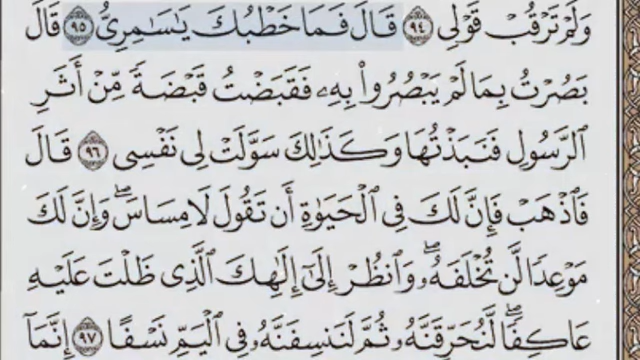 وَلَمْ تَرْقُبْ قَوْلِى ۝٩٤ قَالَ فَمَا خَطْبُكَ يَـٰسَـٰمِرِىُّ ۝٩٥ قَالَ
بَصُرْتُ بِمَا لَمْ يَبْصُرُوا۟ بِهِۦ فَقَبَضْتُ قَبْضَةً مِّنْ أَثَرِ
ٱلرَّسُولِ فَنَبَذْتُهَا وَكَذَٰلِكَ سَوَّلَتْ لِى نَفْسِى ۝٩٦ قَالَ
فَٱذْهَبْ فَإِنَّ لَكَ فِى ٱلْحَيَوٰةِ أَن تَقُولَ لَا مِسَاسَ ۖ وَإِنَّ لَكَ
مَوْعِدًا لَّن تُخْلَفَهُۥ ۖ وَٱنظُرْ إِلَىٰٓ إِلَـٰهِكَ ٱلَّذِى ظَلْتَ عَلَيْهِ
عَاكِفًا ۖ لَّنُحَرِّقَنَّهُۥ ثُمَّ لَنَنسِفَنَّهُۥ فِى ٱلْيَمِّ نَسْفًا ۝٩٧ إِنَّمَآ